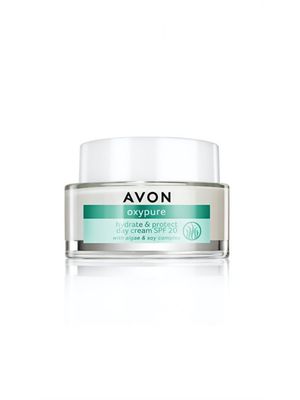 AVON
oxypure
hydrate & protect
day cream SPF 20
with algae & soy complex